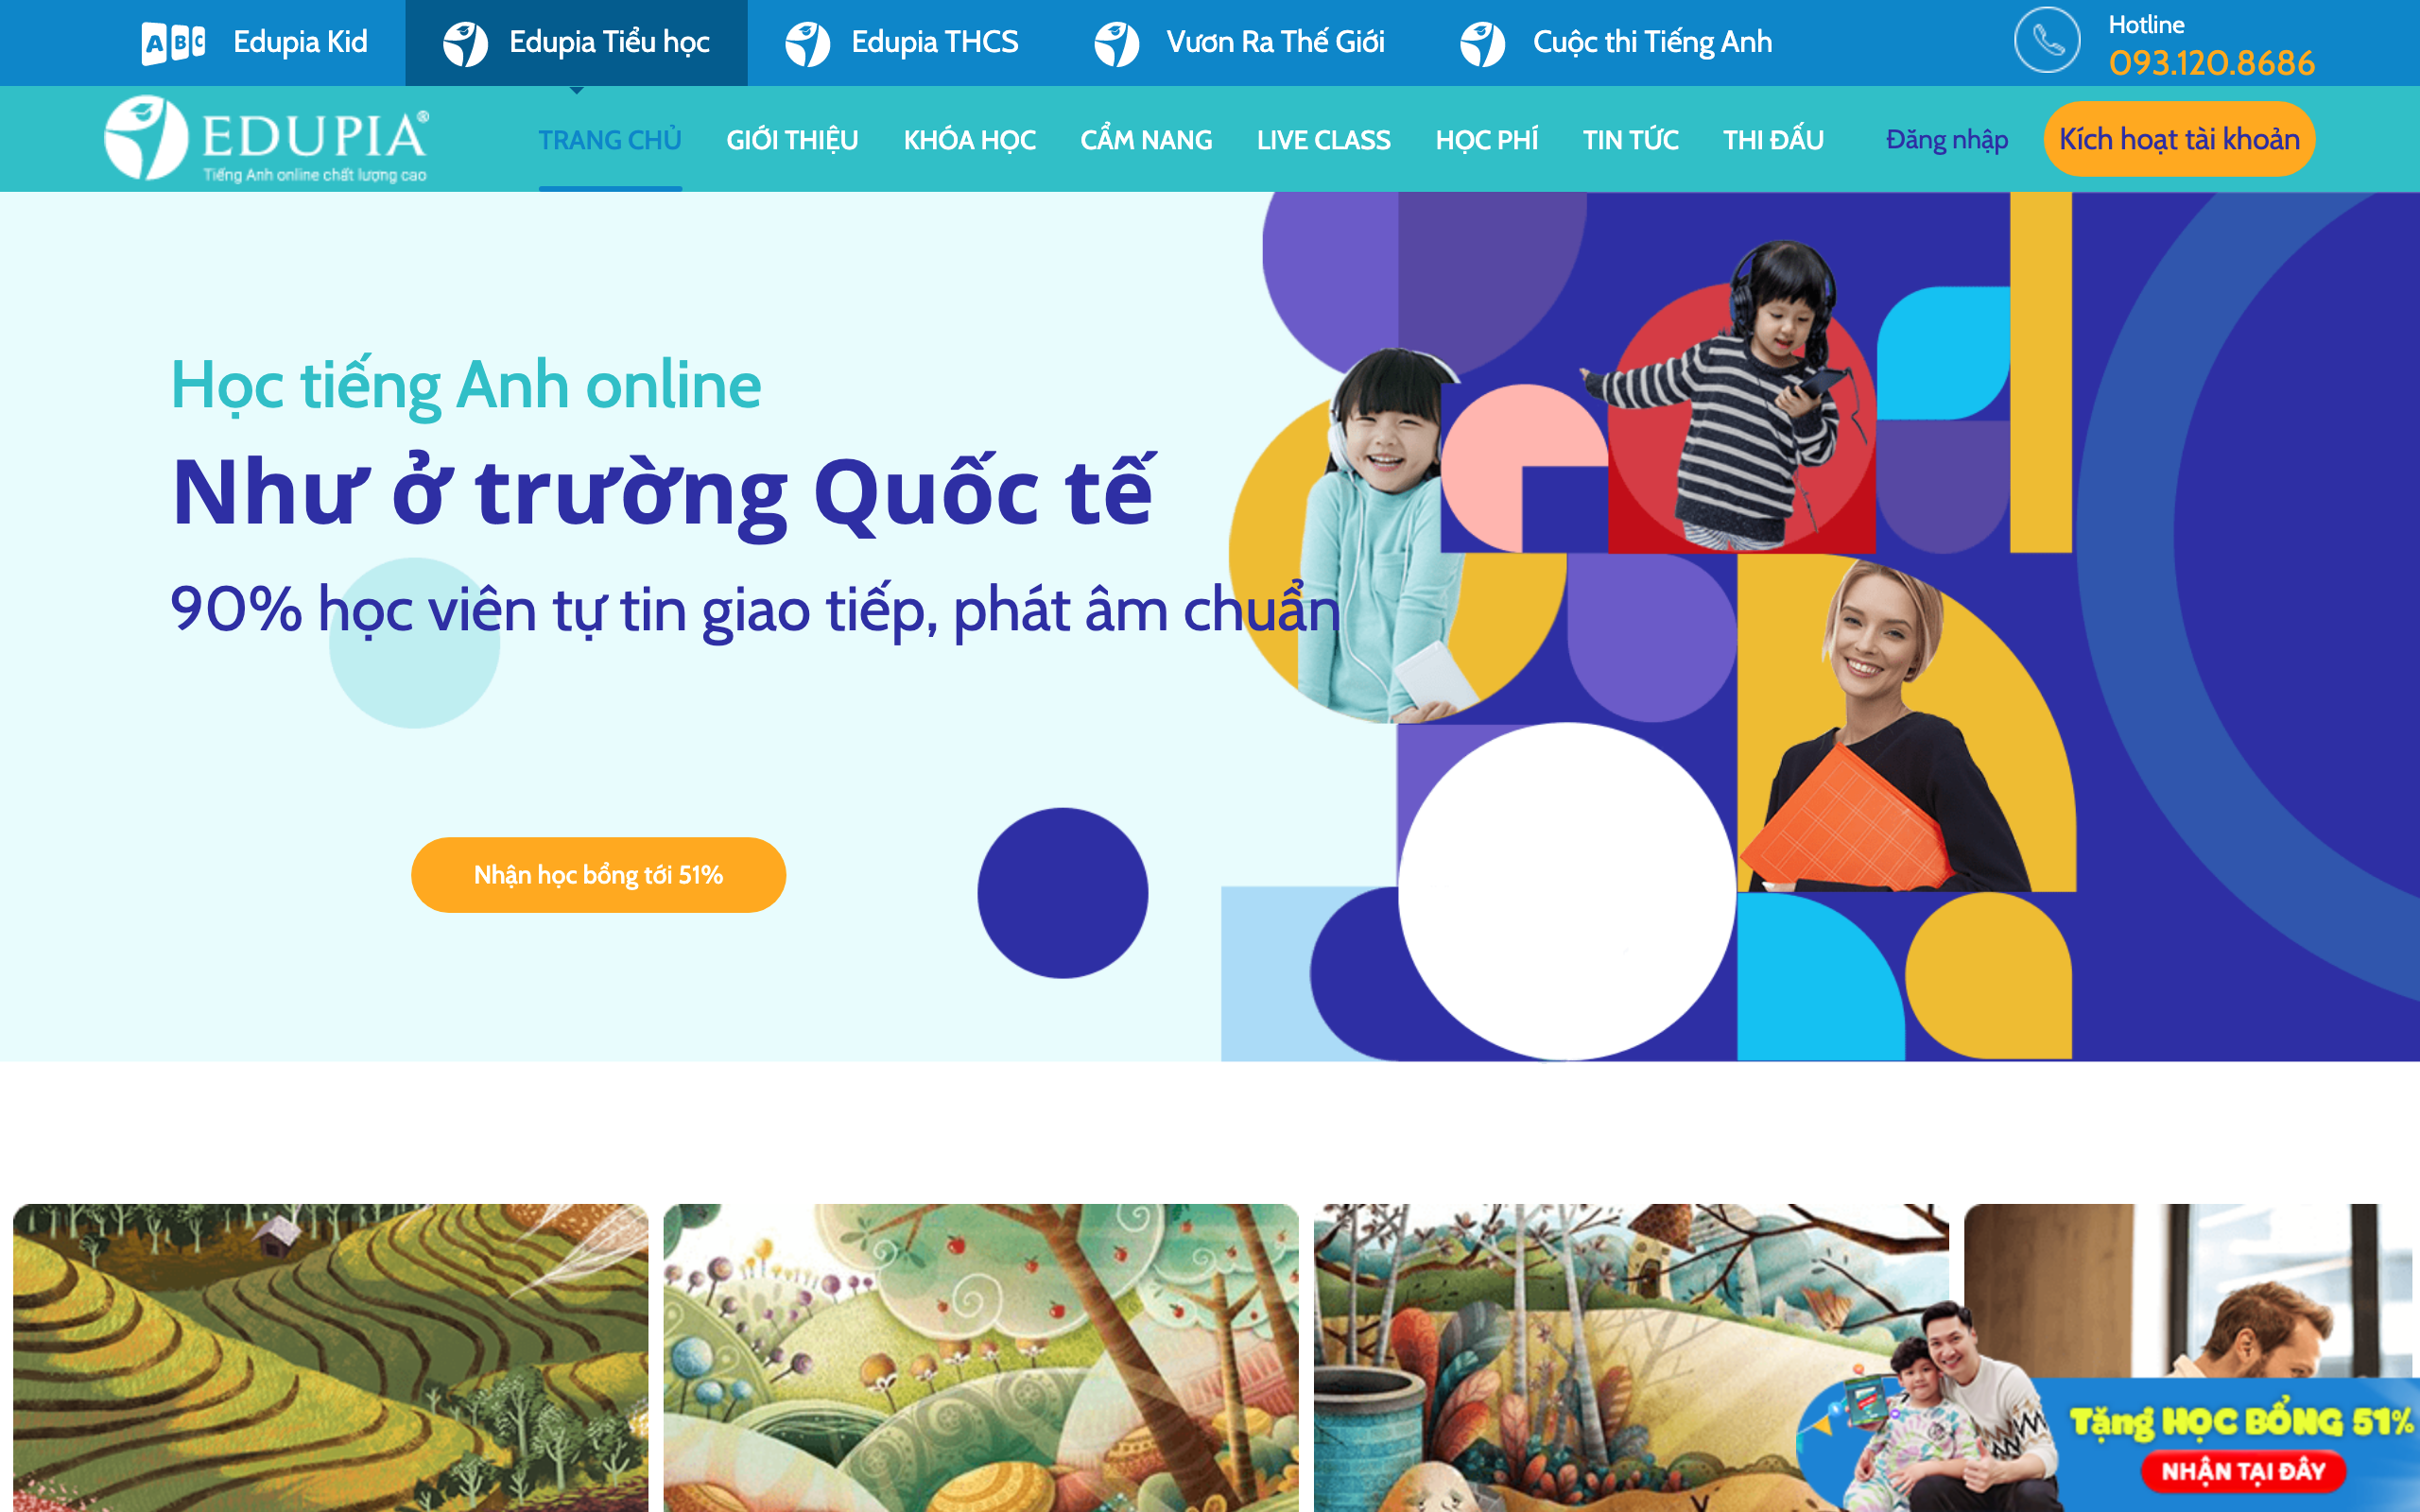 ABC Edupia Kid
Edupia Tiểu học
Edupia THCS
Vươn Ra Thế Giới
Cuộc thi Tiếng Anh
Hotline
093.120.8686
EDUPIA®
Tiếng Anh online chất lượng cao
TRANG CHỦ
GIỚI THIỆU
KHÓA HỌC
CẨM NANG
LIVE CLASS
HỌC PHÍ
TIN TỨC
THI ĐẤU
Đăng nhập
Kích hoạt tài khoản
Học tiếng Anh online
Như ở trường Quốc tế
90% học viên tự tin giao tiếp, phát âm chuẩn
Nhận học bổng tới 51%
Tặng HỌC BỔNG 51%
NHẬN TẠI ĐÂY